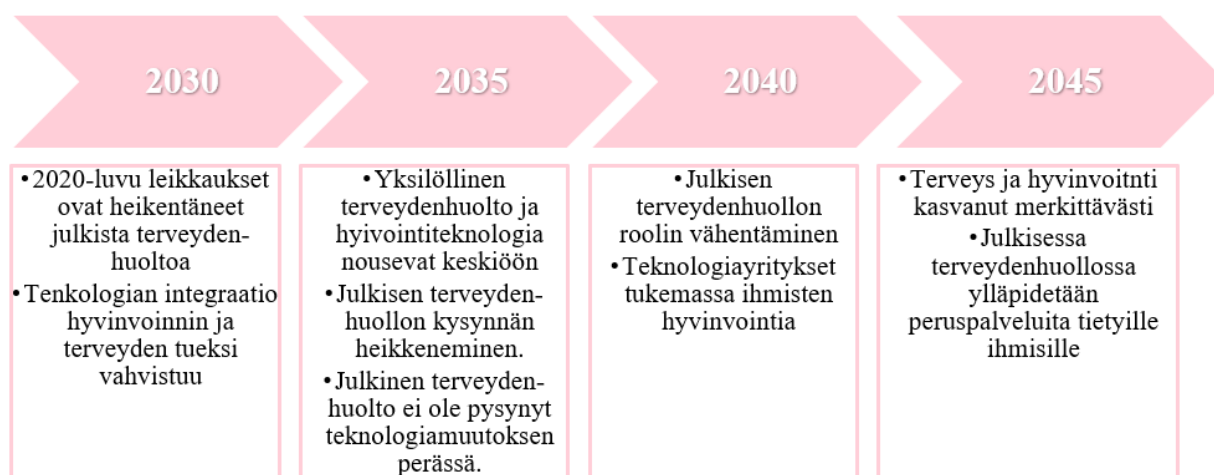 2030
2035
2040
2045
• 2020-luvu leikkaukset
ovat heikentäneet
julkista terveyden-
huoltoa
• Tenkologian integraatio
hyvinvoinnin ja
terveyden tueksi
vahvistuu
• Yksilöllinen
terveydenhuolto ja
hyivointiteknologia
nousevat keskiöön
• Julkisen terveyden-
huollon kysynnän
heikkeneminen.
• Julkinen terveyden-
huolto ei ole pysynyt
teknologiamuutoksen
perässä.
• Julkisen
terveydenhuollon
roolin vähentäminen
• Teknologiayritykset
tukemassa ihmisten
hyvinvointia
• Terveys ja hyvinvoitnti
kasvanut merkittävästi
• Julkisessa
terveydenhuollossa
ylläpidetään
peruspalveluita tietyille
ihmisille